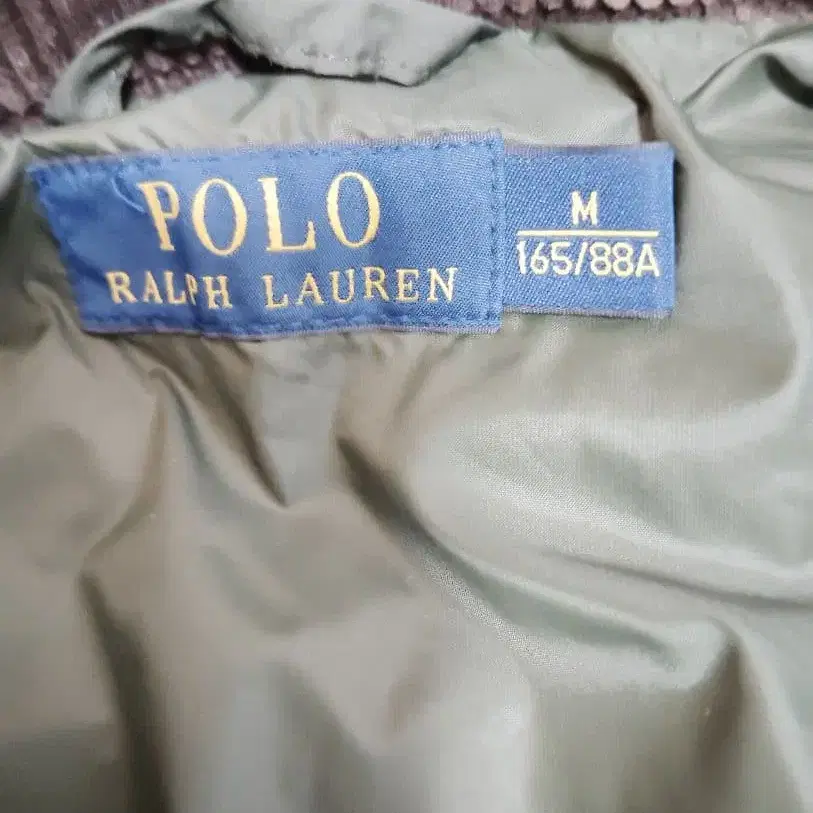 POLO
RALPH LAUREN
M
165/88A